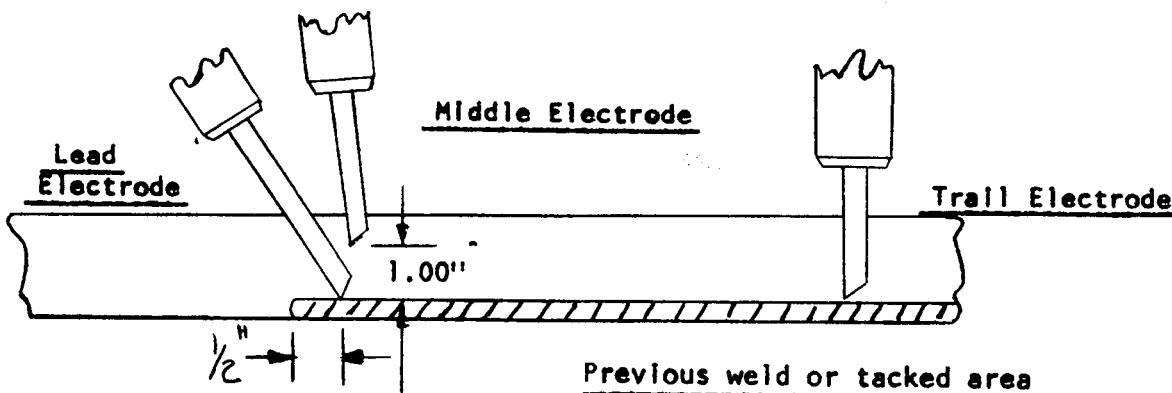 Middle Electrode
Lead
Electrode
Trail Electrode
1.00"
1/2"
Previous weld or tacked area